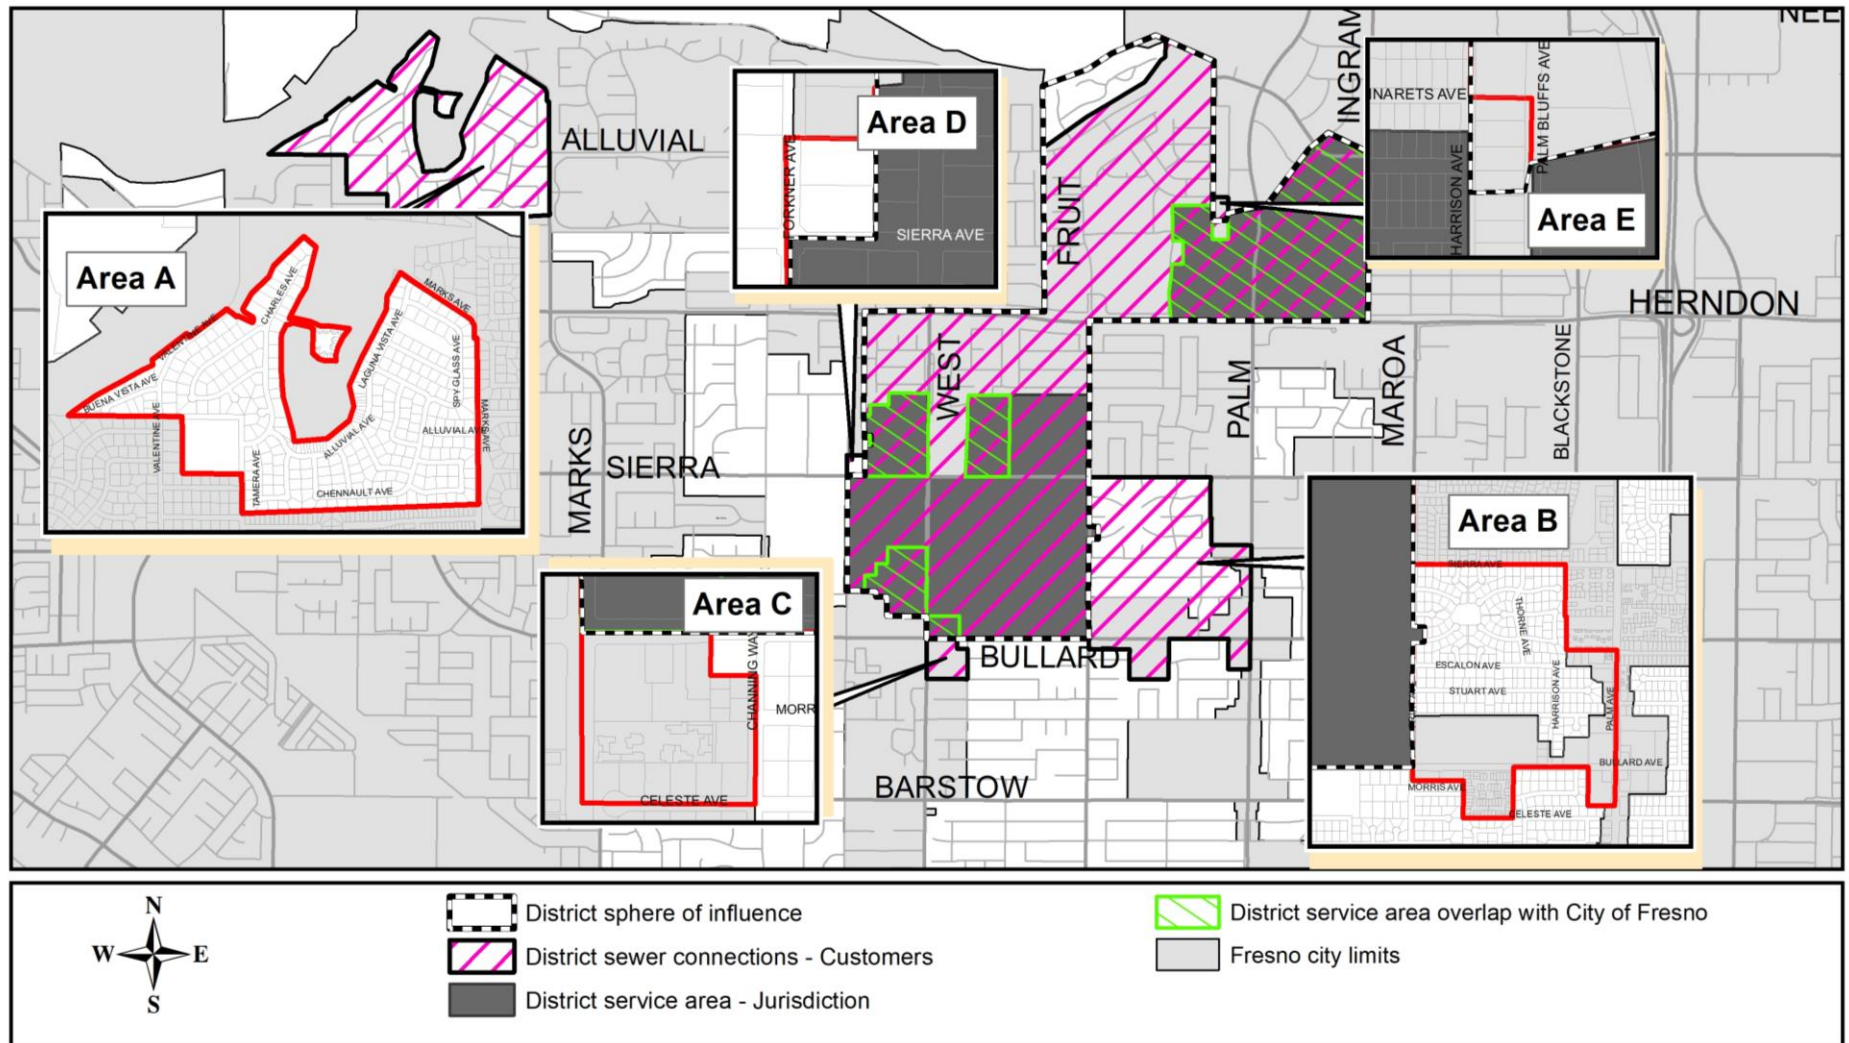 NEE
INGRAM
ALLUVIAL
FRUIT
HERNDON
WEST
PALM
MAROA
BLACKSTONE
MARKS
SIERRA
BULLARD
BARSTOW
Area D
FORKNER AVE
SIERRA AVE
INARETS AVE
PALM BLUFFS AVE
HARRISON AVE
Area E
Area A
CHARLES AVE
MARKS AVE
VALENTINE AVE
LAGUNA VISTA AVE
SPY GLASS AVE
BUENA VISTA AVE
VALENTINE AVE
ALLUVIAL AVE
ALLUVIAL AVE
MARKS AVE
TAMERA AVE
CHENNAULT AVE
Area C
CHANNING WAY
MORR
CELESTE AVE
Area B
SIERRA AVE
THORNE AVE
ESCALON AVE
HARRISON AVE
STUART AVE
PALM AVE
BULLARD AVE
MORRIS AVE
CELESTE AVE
N
W E
S
District sphere of influence
District sewer connections - Customers
District service area - Jurisdiction
District service area overlap with City of Fresno
Fresno city limits